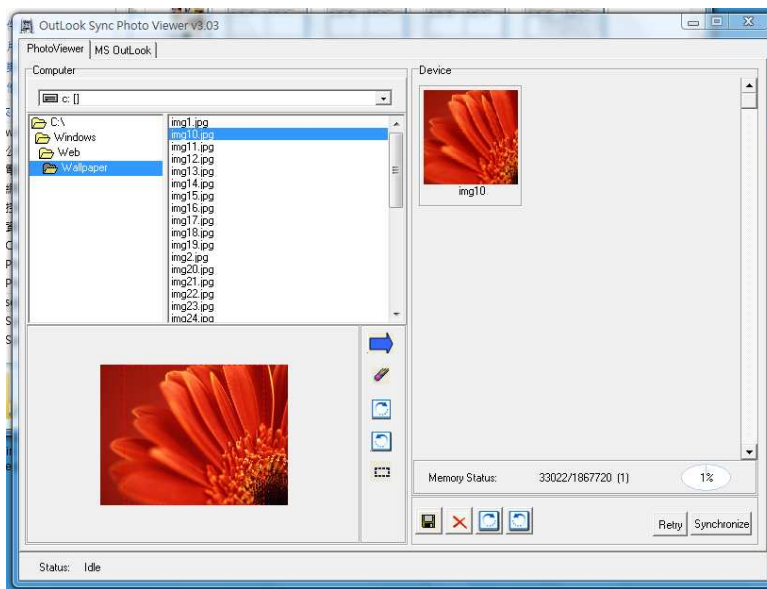 OutLook Sync Photo Viewer v3.03
PhotoViewer
MS OutLook
Computer
c: []
C:\
Windows
Web
Wallpaper
img1.jpg
img10.jpg
img11.jpg
img12.jpg
img13.jpg
img14.jpg
img15.jpg
img16.jpg
img17.jpg
img18.jpg
img19.jpg
img2.jpg
img20.jpg
img21.jpg
img22.jpg
img23.jpg
img24.jpg
Device
img10
Memory Status: 33022/1867720 (1) 1%
Retry
Synchronize
Status: Idle